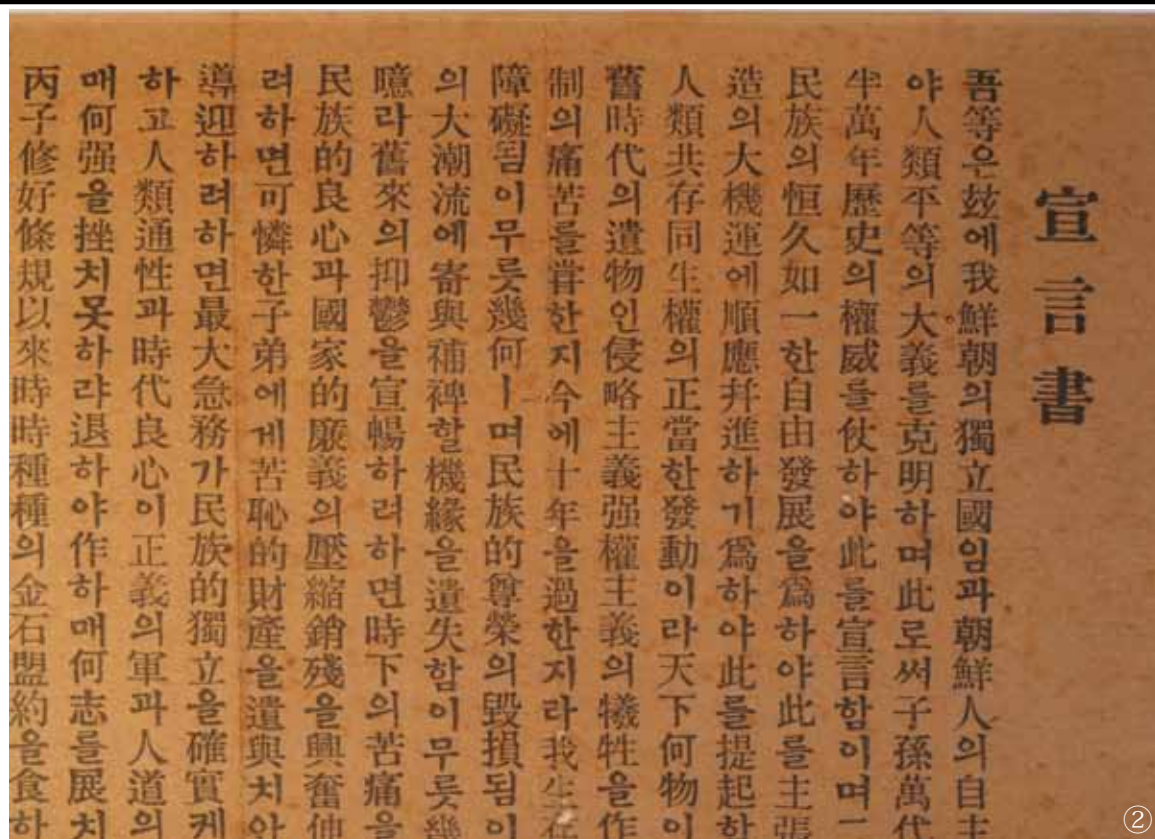 宣言書
吾等은玆에我鮮朝의獨立國임과朝鮮人의自主
야人類平等의大義를克明하며此로써子孫萬代
半萬年歷史의權威를仗하야此를宣言함이며
民族의恒久如一한自由發展을爲하야此를主張
造의大機運에順應幷進하기爲하야此를提起함
人類共存同生權의正當한發動이라天下何物이
舊時代의遺物인侵略主義强權主義의犧牲을作
制의痛苦를嘗한지今에十年을過한지라我生存
障礙됨이무릇幾何ㅣ며民族的尊榮의毁損됨이
의大潮流에寄與補裨할機緣을遺失함이무릇幾
噫라舊來의抑鬱을宣暢하려하면時下의苦痛을
民族的良心과國家的廉義의壓縮銷殘을興奮伸
려하면可憐한子弟에게苦恥的財產을遺與치안
導迎하려하면最大急務가民族的獨立을確實케
하고人類通性과時代良心이正義의軍과人道의
매何强을挫치못하랴退하야作하매何志를展치
丙子修好條規以來時時種種의金石盟約을食하
②